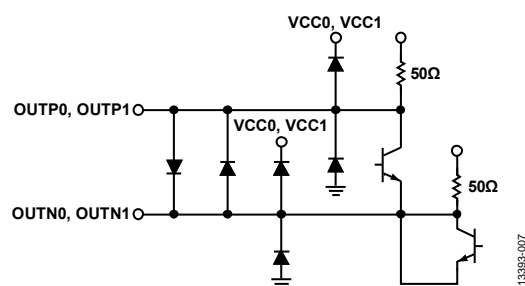 VCC0, VCC1
50Ω
OUTP0, OUTP1
VCC0, VCC1
50Ω
OUTN0, OUTN1
13393-007